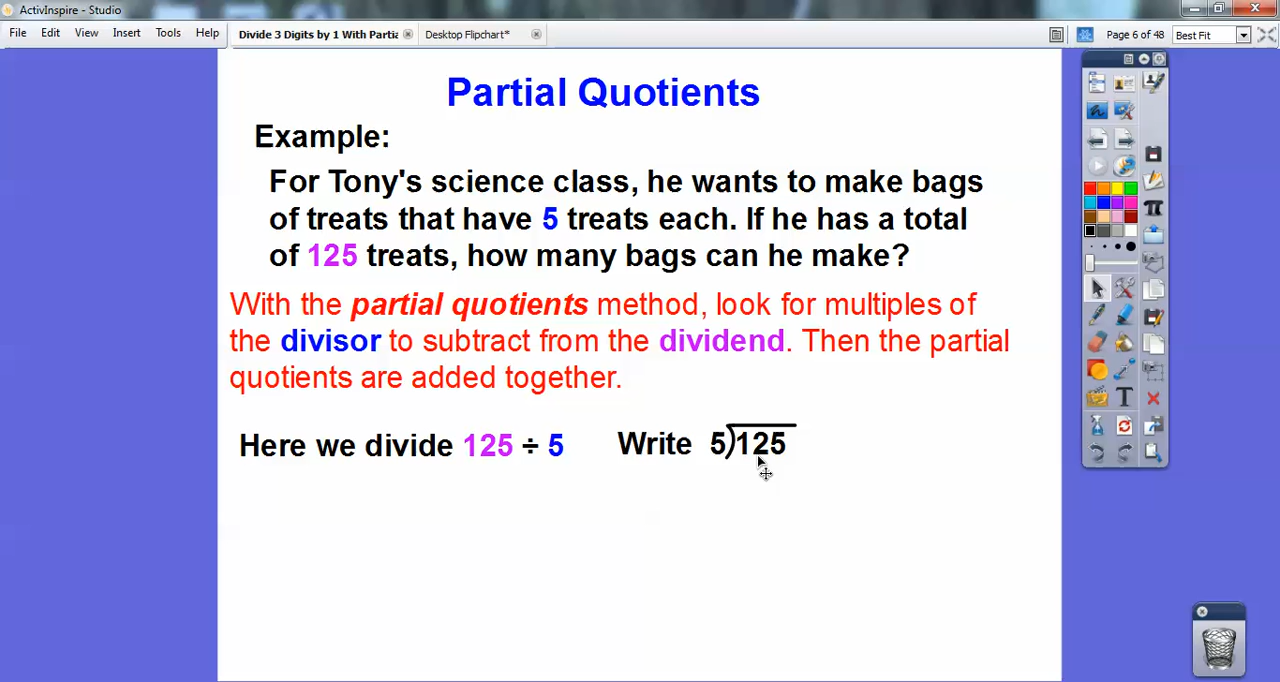 ActivInspire - Studio
File Edit View Insert Tools Help
Divide 3 Digits by 1 With Partia
Desktop Flipchart*
Page 6 of 48
Best Fit
Partial Quotients
Example:
For Tony's science class, he wants to make bags
of treats that have 5 treats each. If he has a total
of 125 treats, how many bags can he make?
With the partial quotients method, look for multiples of
the divisor to subtract from the dividend. Then the partial
quotients are added together.
Here we divide 125 ÷ 5
Write 5)125